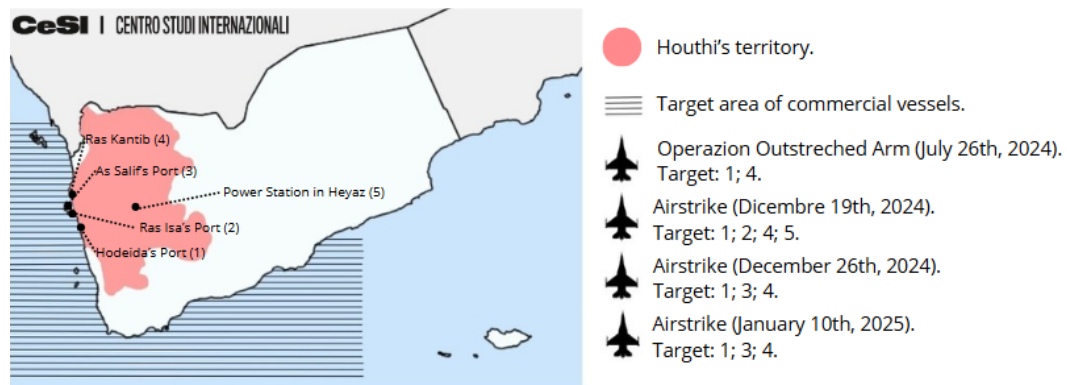 CeSI | CENTRO STUDI INTERNAZIONALI
Ras Kantib (4)
As Salif's Port (3)
Power Station in Heyaz (5)
Ras Isa's Port (2)
Hodeida's Port (1)
Houthi's territory.
Target area of commercial vessels.
Operazion Outstreched Arm (July 26th, 2024).
Target: 1; 4.
Airstrike (Dicembre 19th, 2024).
Target: 1; 2; 4; 5.
Airstrike (December 26th, 2024).
Target: 1; 3; 4.
Airstrike (January 10th, 2025).
Target: 1; 3; 4.